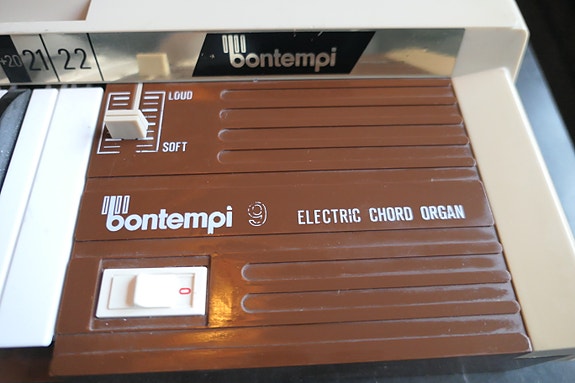 20 21 22
bontempi
LOUD
SOFT
bontempi 9 ELECTRIC CHORD ORGAN
0